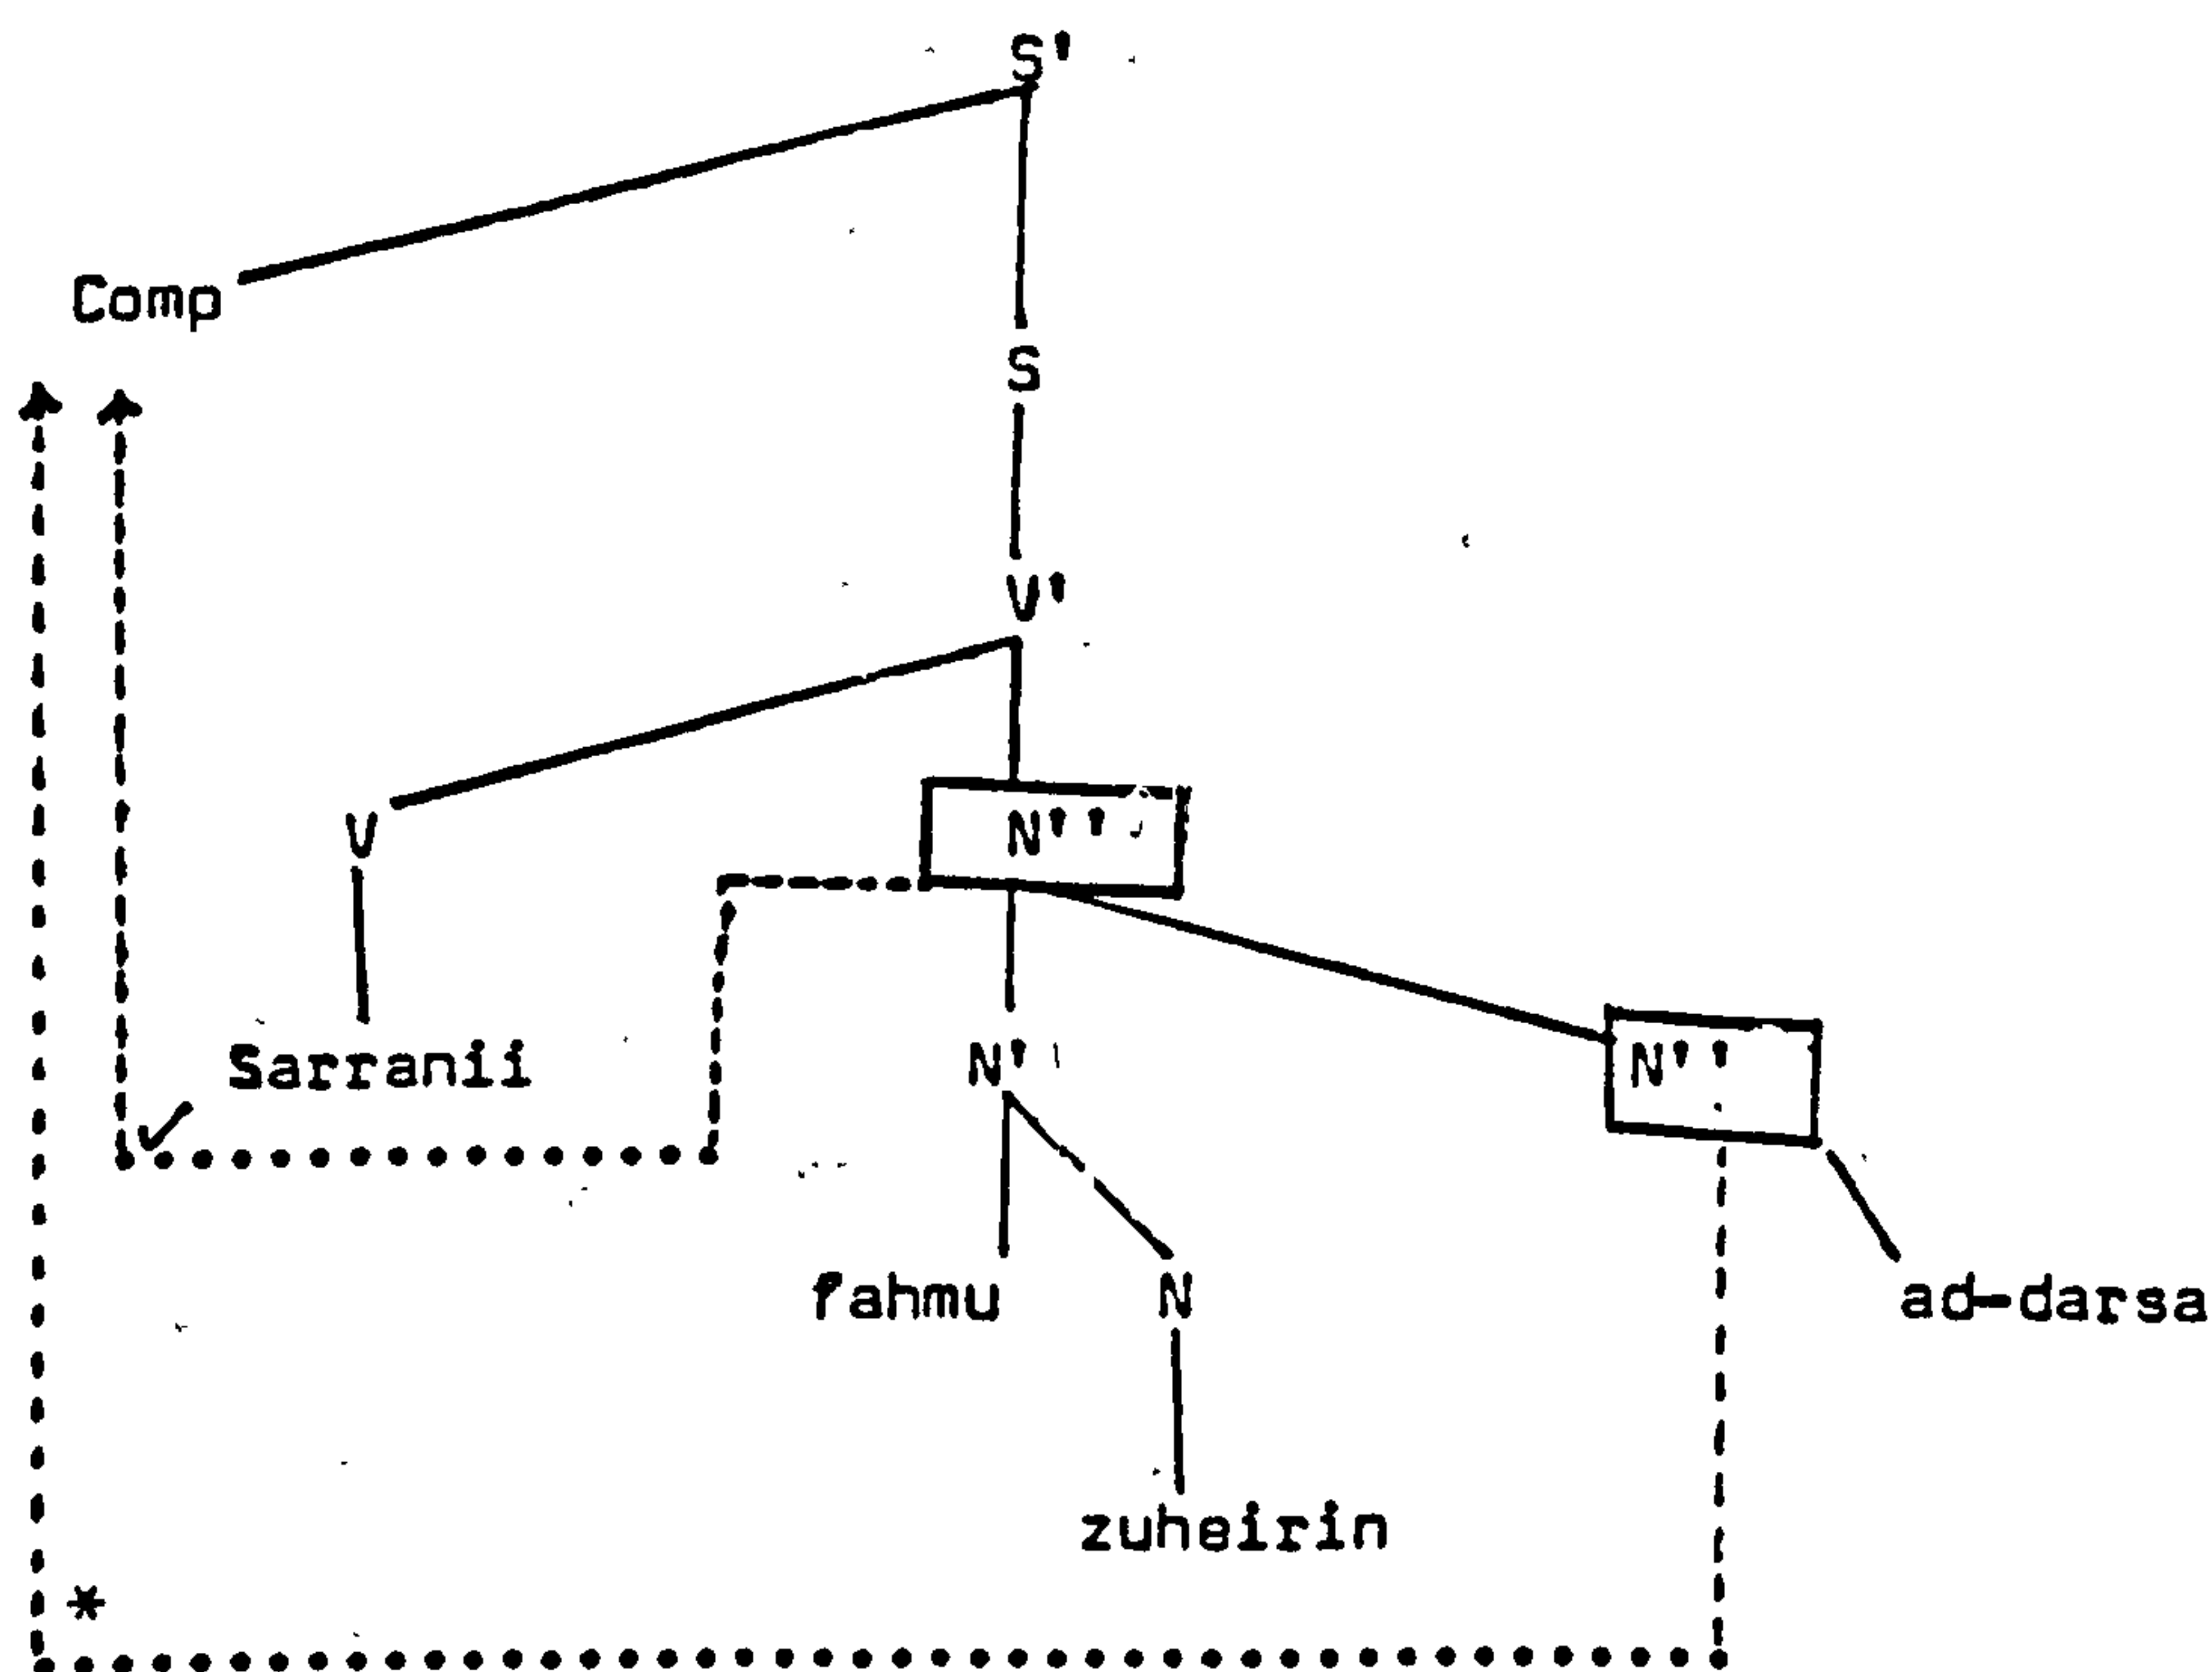 S'
Comp
S
V'
V
N'''
Sarranii
N'
N''
fahmu
N
ad-darsa
zuheirin
*